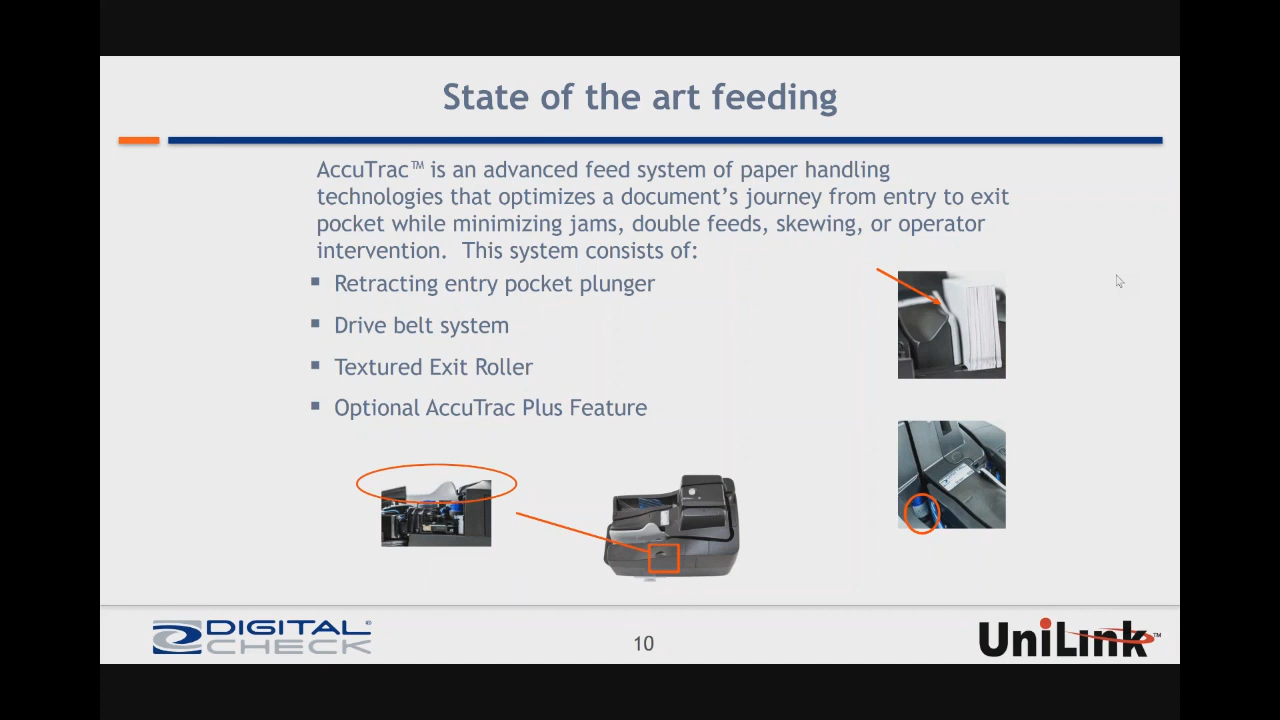 State of the art feeding
AccuTrac™ is an advanced feed system of paper handling
technologies that optimizes a document's journey from entry to exit
pocket while minimizing jams, double feeds, skewing, or operator
intervention.  This system consists of:
▪ Retracting entry pocket plunger
▪ Drive belt system
▪ Textured Exit Roller
▪ Optional AccuTrac Plus Feature
DIGITAL®
CHECK
10
UniLink™